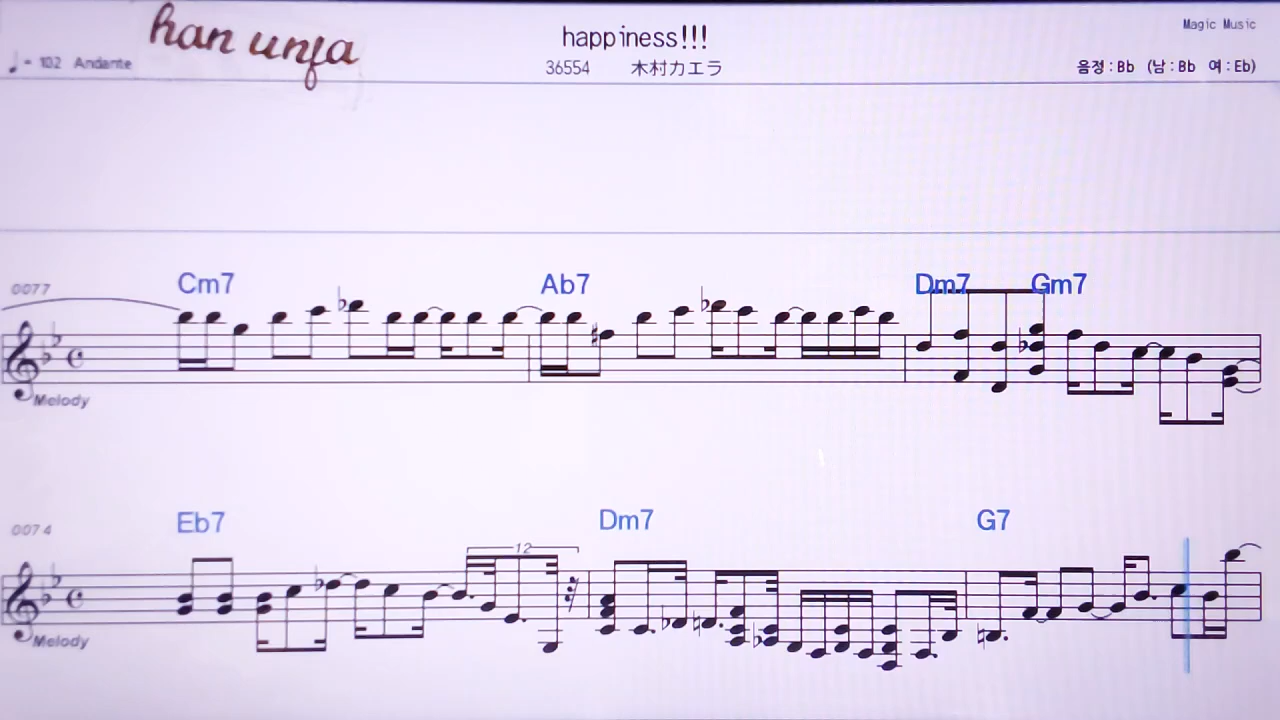 han unfa
happiness!!!
Magic Music
♩ = 102 Andante
36554 木村カエラ
음정 : Bb (남 : Bb 여 : Eb)
0077
Cm7 Ab7 Dm7 Gm7
Melody
0074
Eb7 Dm7 G7
12
Melody